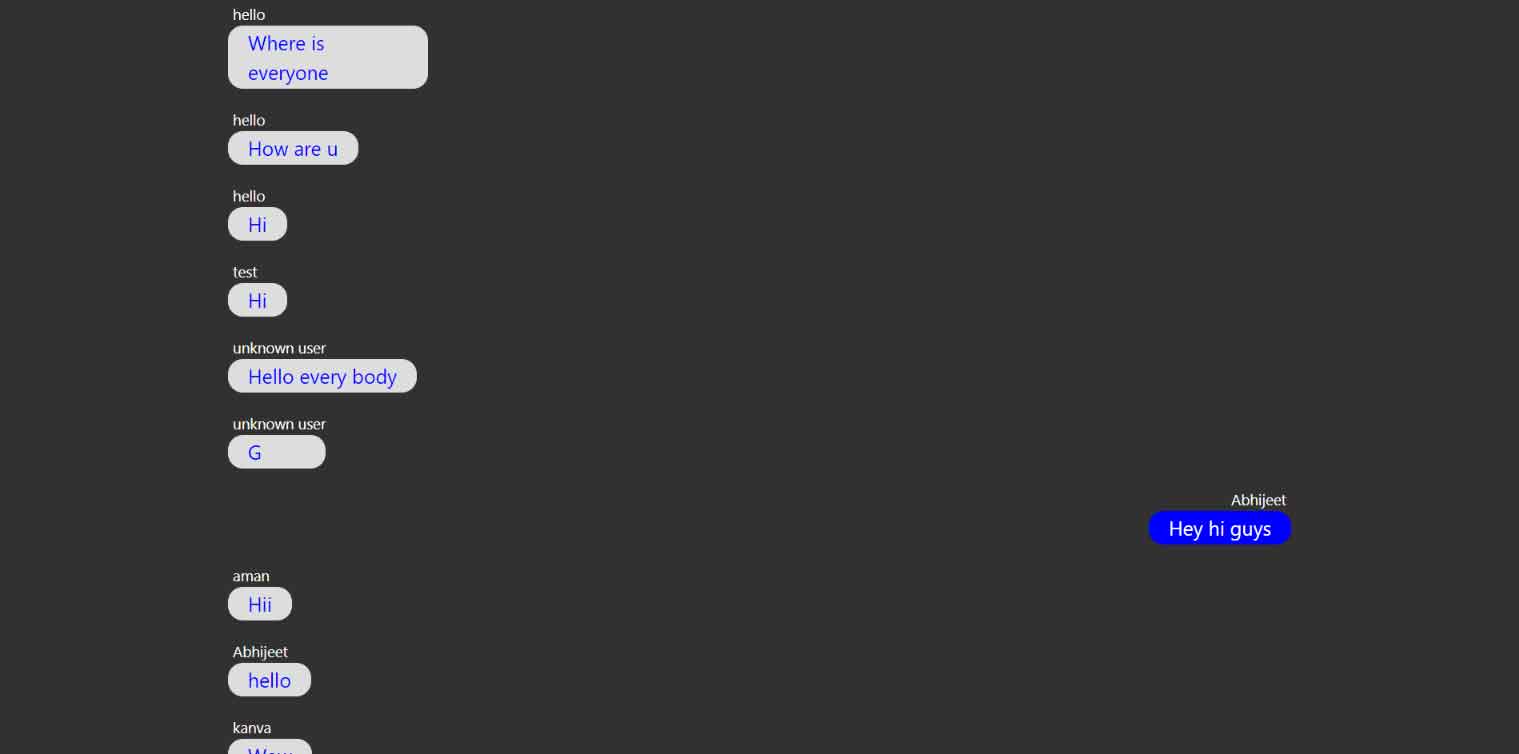 hello
Where is
everyone
hello
How are u
hello
Hi
test
Hi
unknown user
Hello every body
unknown user
G
Abhijeet
Hey hi guys
aman
Hii
Abhijeet
hello
kanva